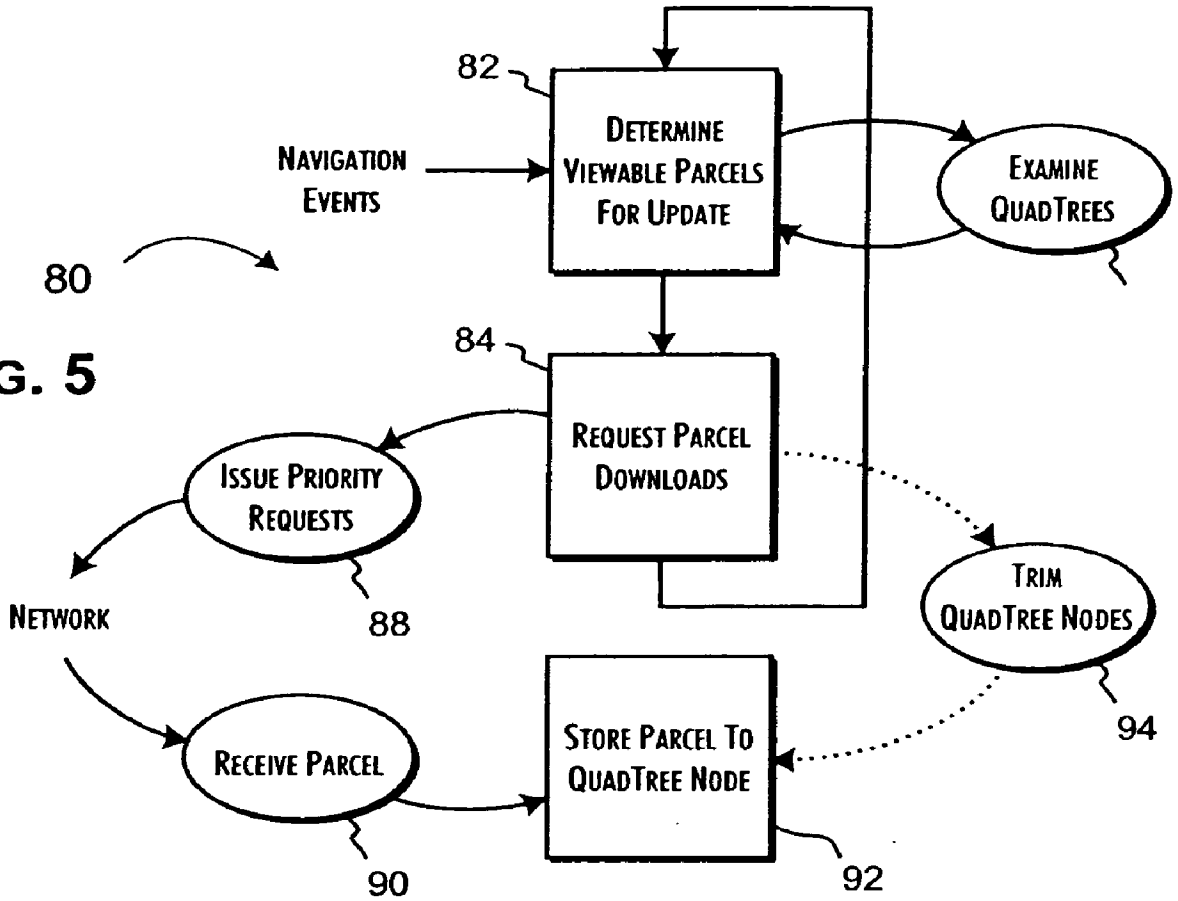 82
DETERMINE
VIEWABLE PARCELS
FOR UPDATE
NAVIGATION
EVENTS
EXAMINE
QUADTREES
80
G. 5
84
REQUEST PARCEL
DOWNLOADS
ISSUE PRIORITY
REQUESTS
88
TRIM
QUADTREE NODES
94
NETWORK
STORE PARCEL TO
QUADTREE NODE
92
RECEIVE PARCEL
90